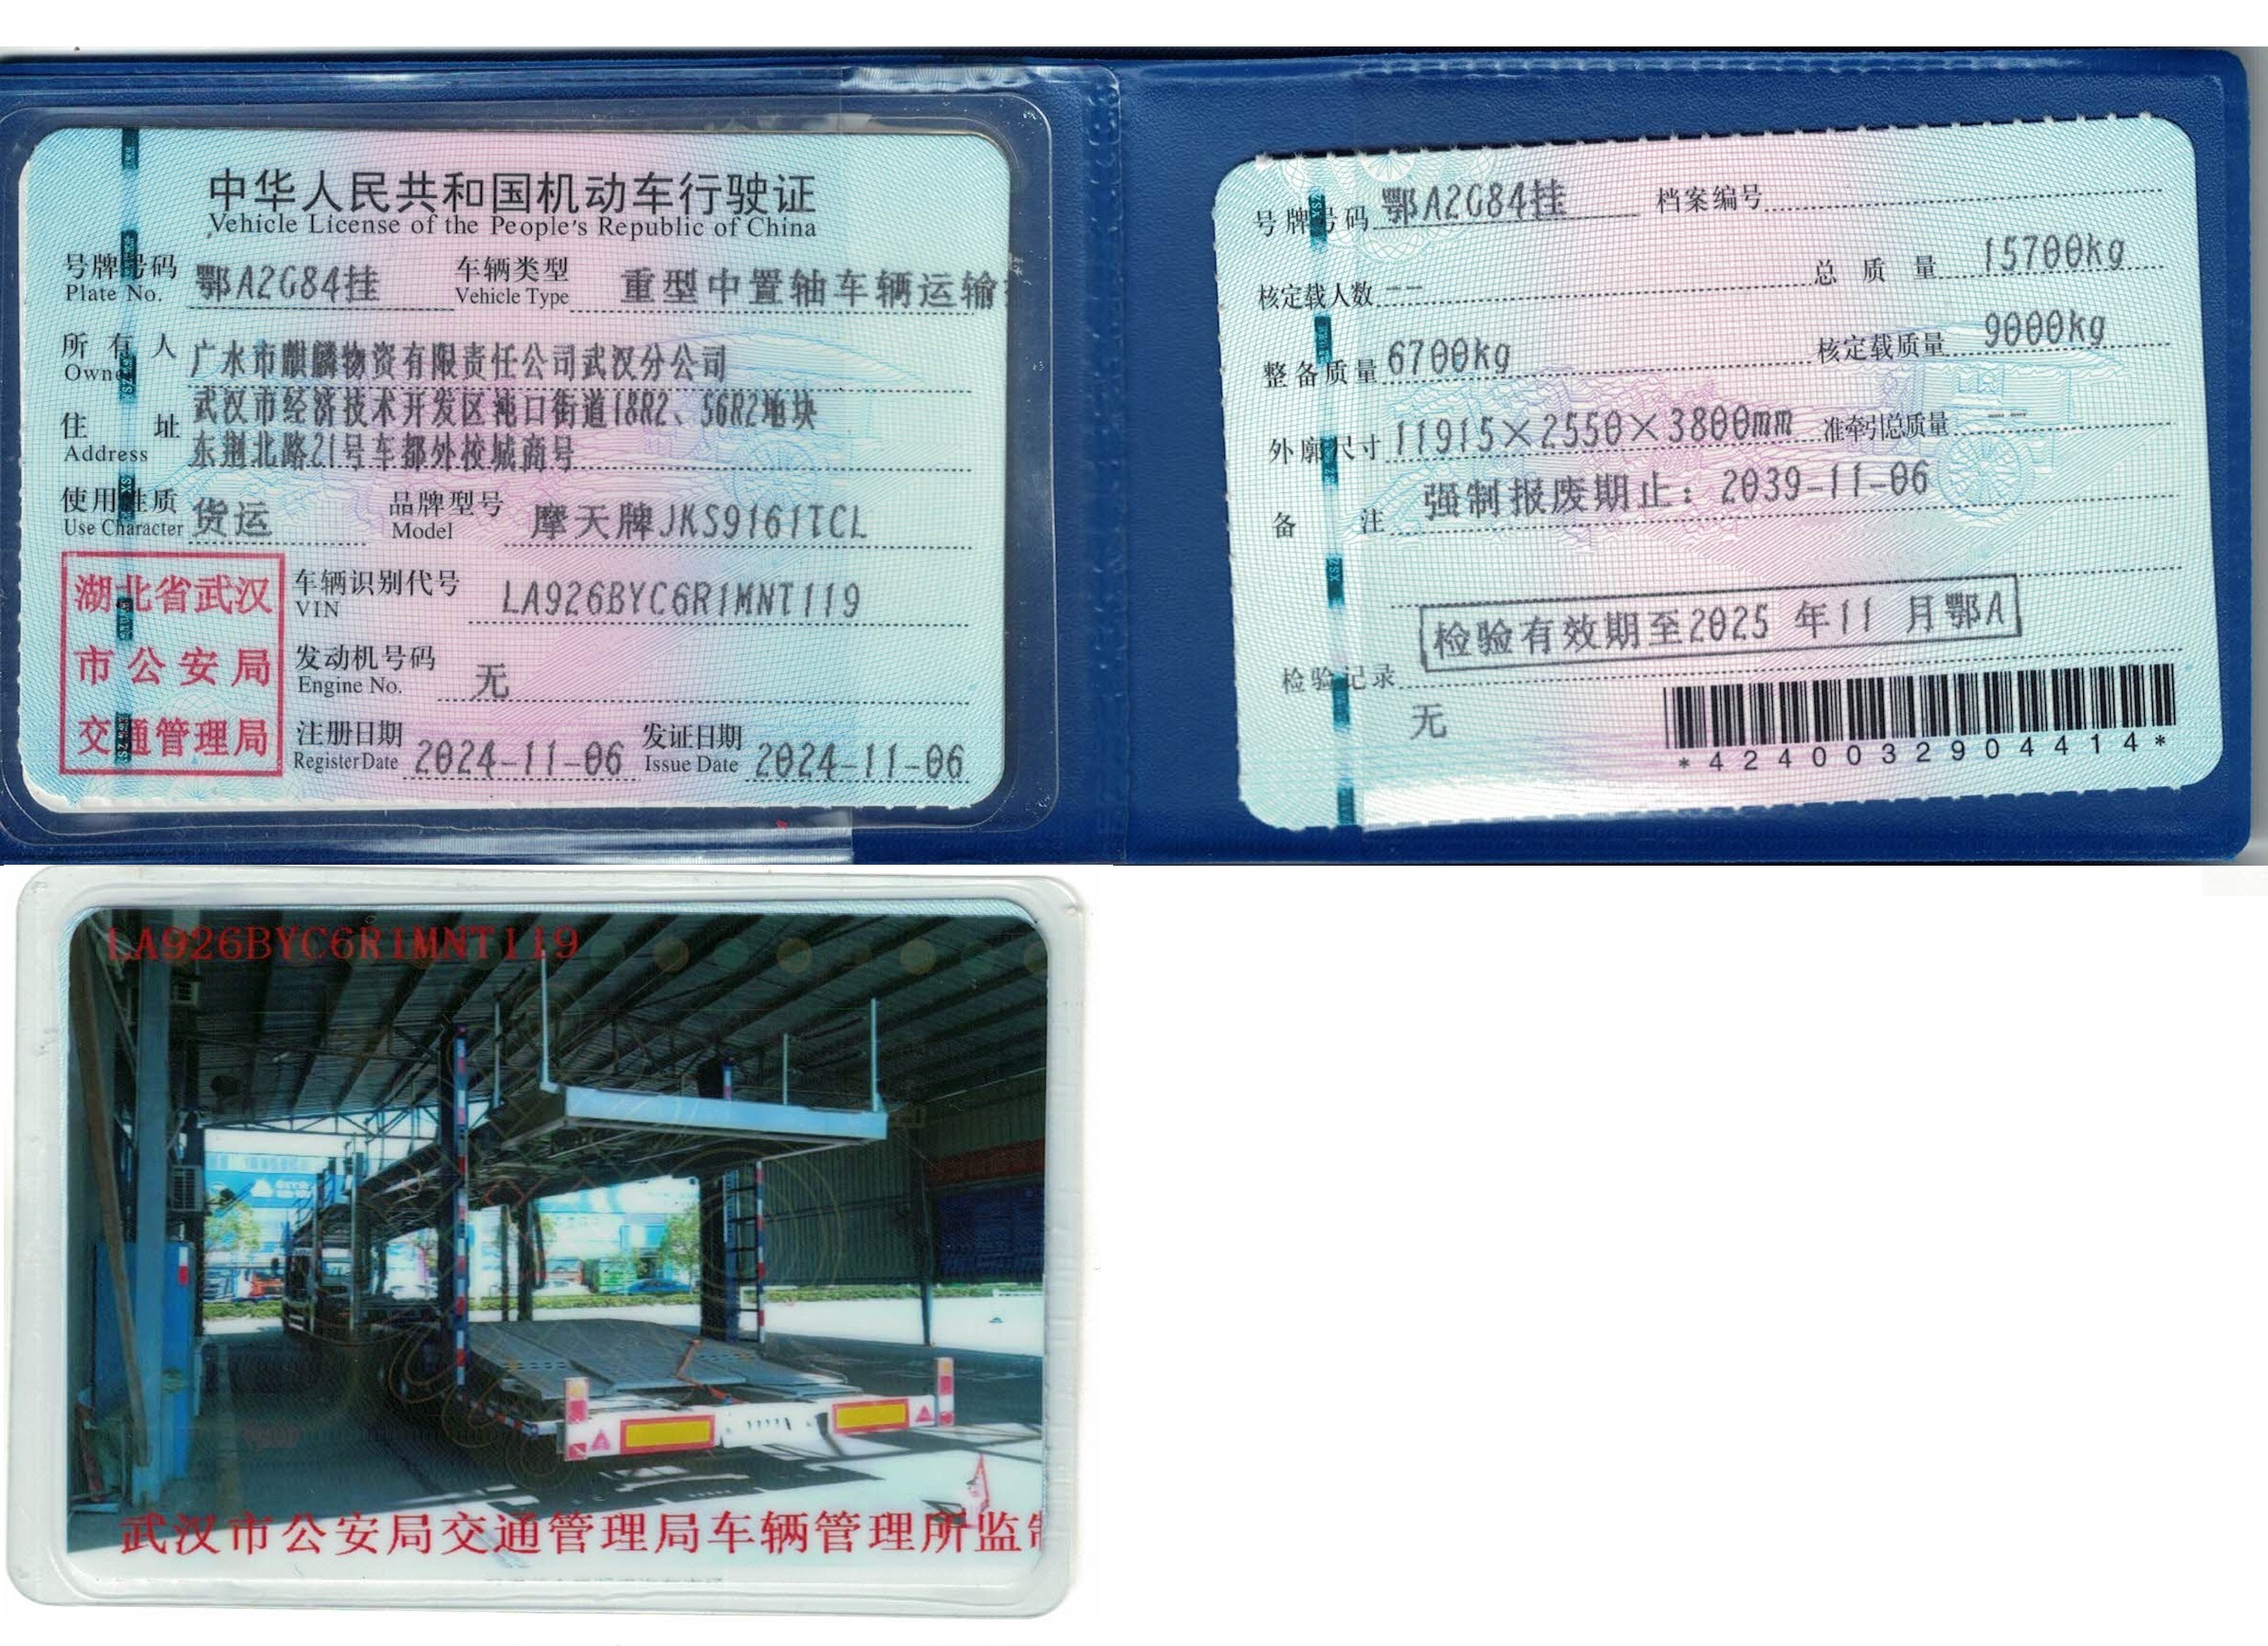 中华人民共和国机动车行驶证
Vehicle License of the People's Republic of China
号牌号码 鄂A2G84挂 车辆类型 重型中置轴车辆运输
Plate No. Vehicle Type
所有人 广水市麒麟物资有限责任公司武汉分公司
Owner
住址 武汉市经济技术开发区沌口街道18R2、S6R2地块
Address 东荆北路21号车都外校城商号
使用性质 货运 品牌型号 摩天牌JKS9161TCL
Use Character Model
湖北省武汉
市公安局
交通管理局
车辆识别代号 LA926BYC6R1MNT119
VIN
发动机号码 无
Engine No.
注册日期 2024-11-06 发证日期 2024-11-06
Register Date Issue Date
号牌号码 鄂A2G84挂 档案编号
核定载人数 -- 总质量 15700kg
整备质量 6700kg 核定载质量 9000kg
外廓尺寸 11915×2550×3800mm 准牵引总质量 --
备注 强制报废期止：2039-11-06
检验有效期至2025 年11 月鄂A
检验记录
无
*4240032904414*
LA926BYC6R1MNT119
武汉市公安局交通管理局车辆管理所监制